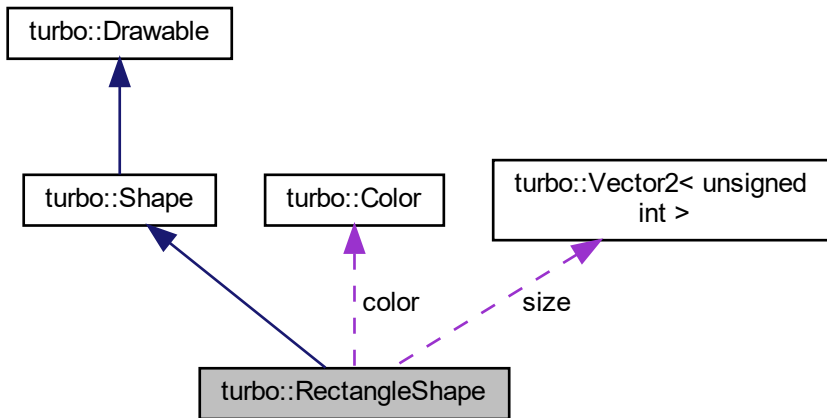 turbo::Drawable
turbo::Shape
turbo::Color
turbo::Vector2< unsigned
int >
color
size
turbo::RectangleShape